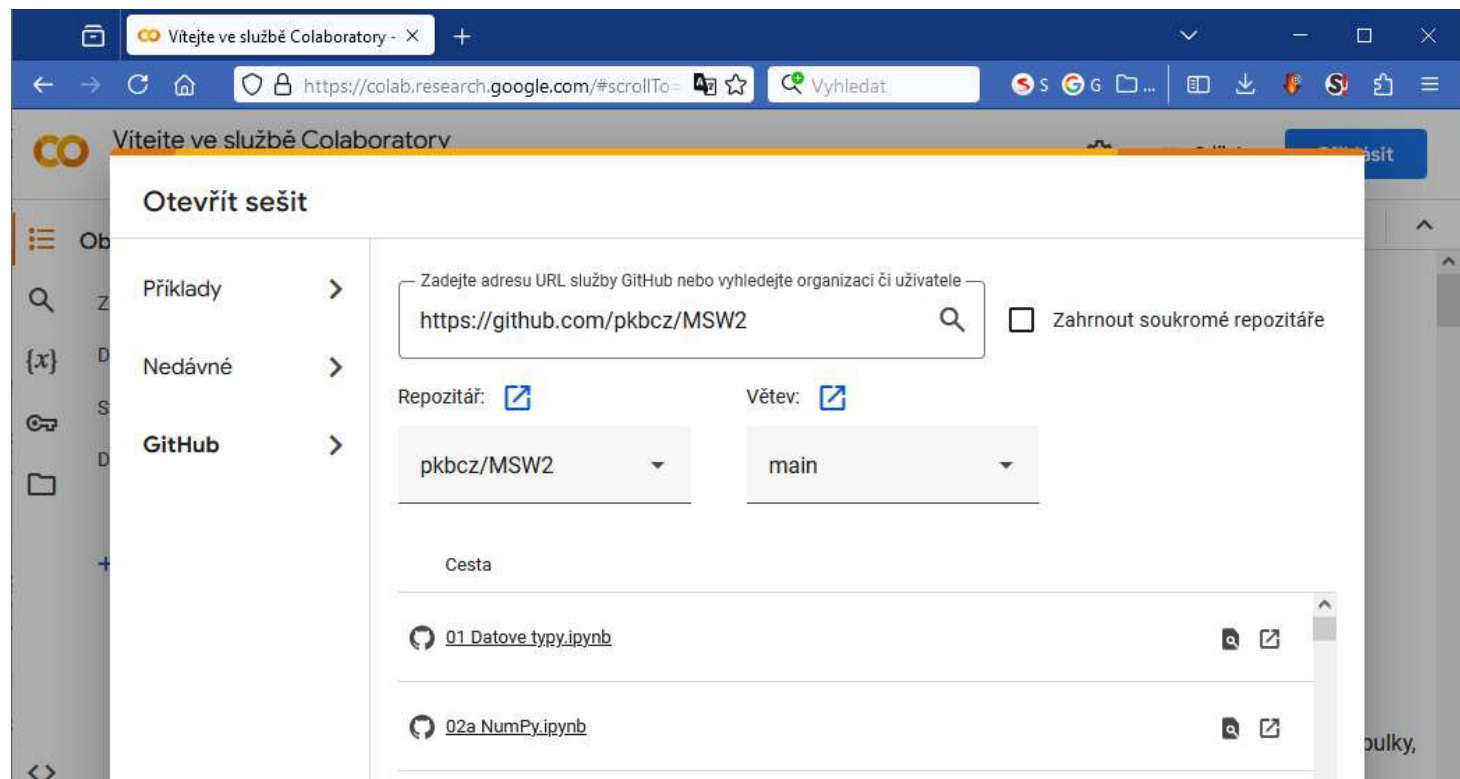 Vítejte ve službě Colaboratory - 
https://colab.research.google.com/#scrollTo=
Vyhledat
S
G
...
Vítejte ve službě Colaboratory
Otevřít sešit
Ob
Z
D
S
D
{x}
Příklady
Nedávné
GitHub
Zadejte adresu URL služby GitHub nebo vyhledejte organizaci či uživatele
https://github.com/pkbcz/MSW2
Zahrnout soukromé repozitáře
Repozitář:
Větev:
pkbcz/MSW2
main
Cesta
01 Datove typy.ipynb
02a NumPy.ipynb
bulky,